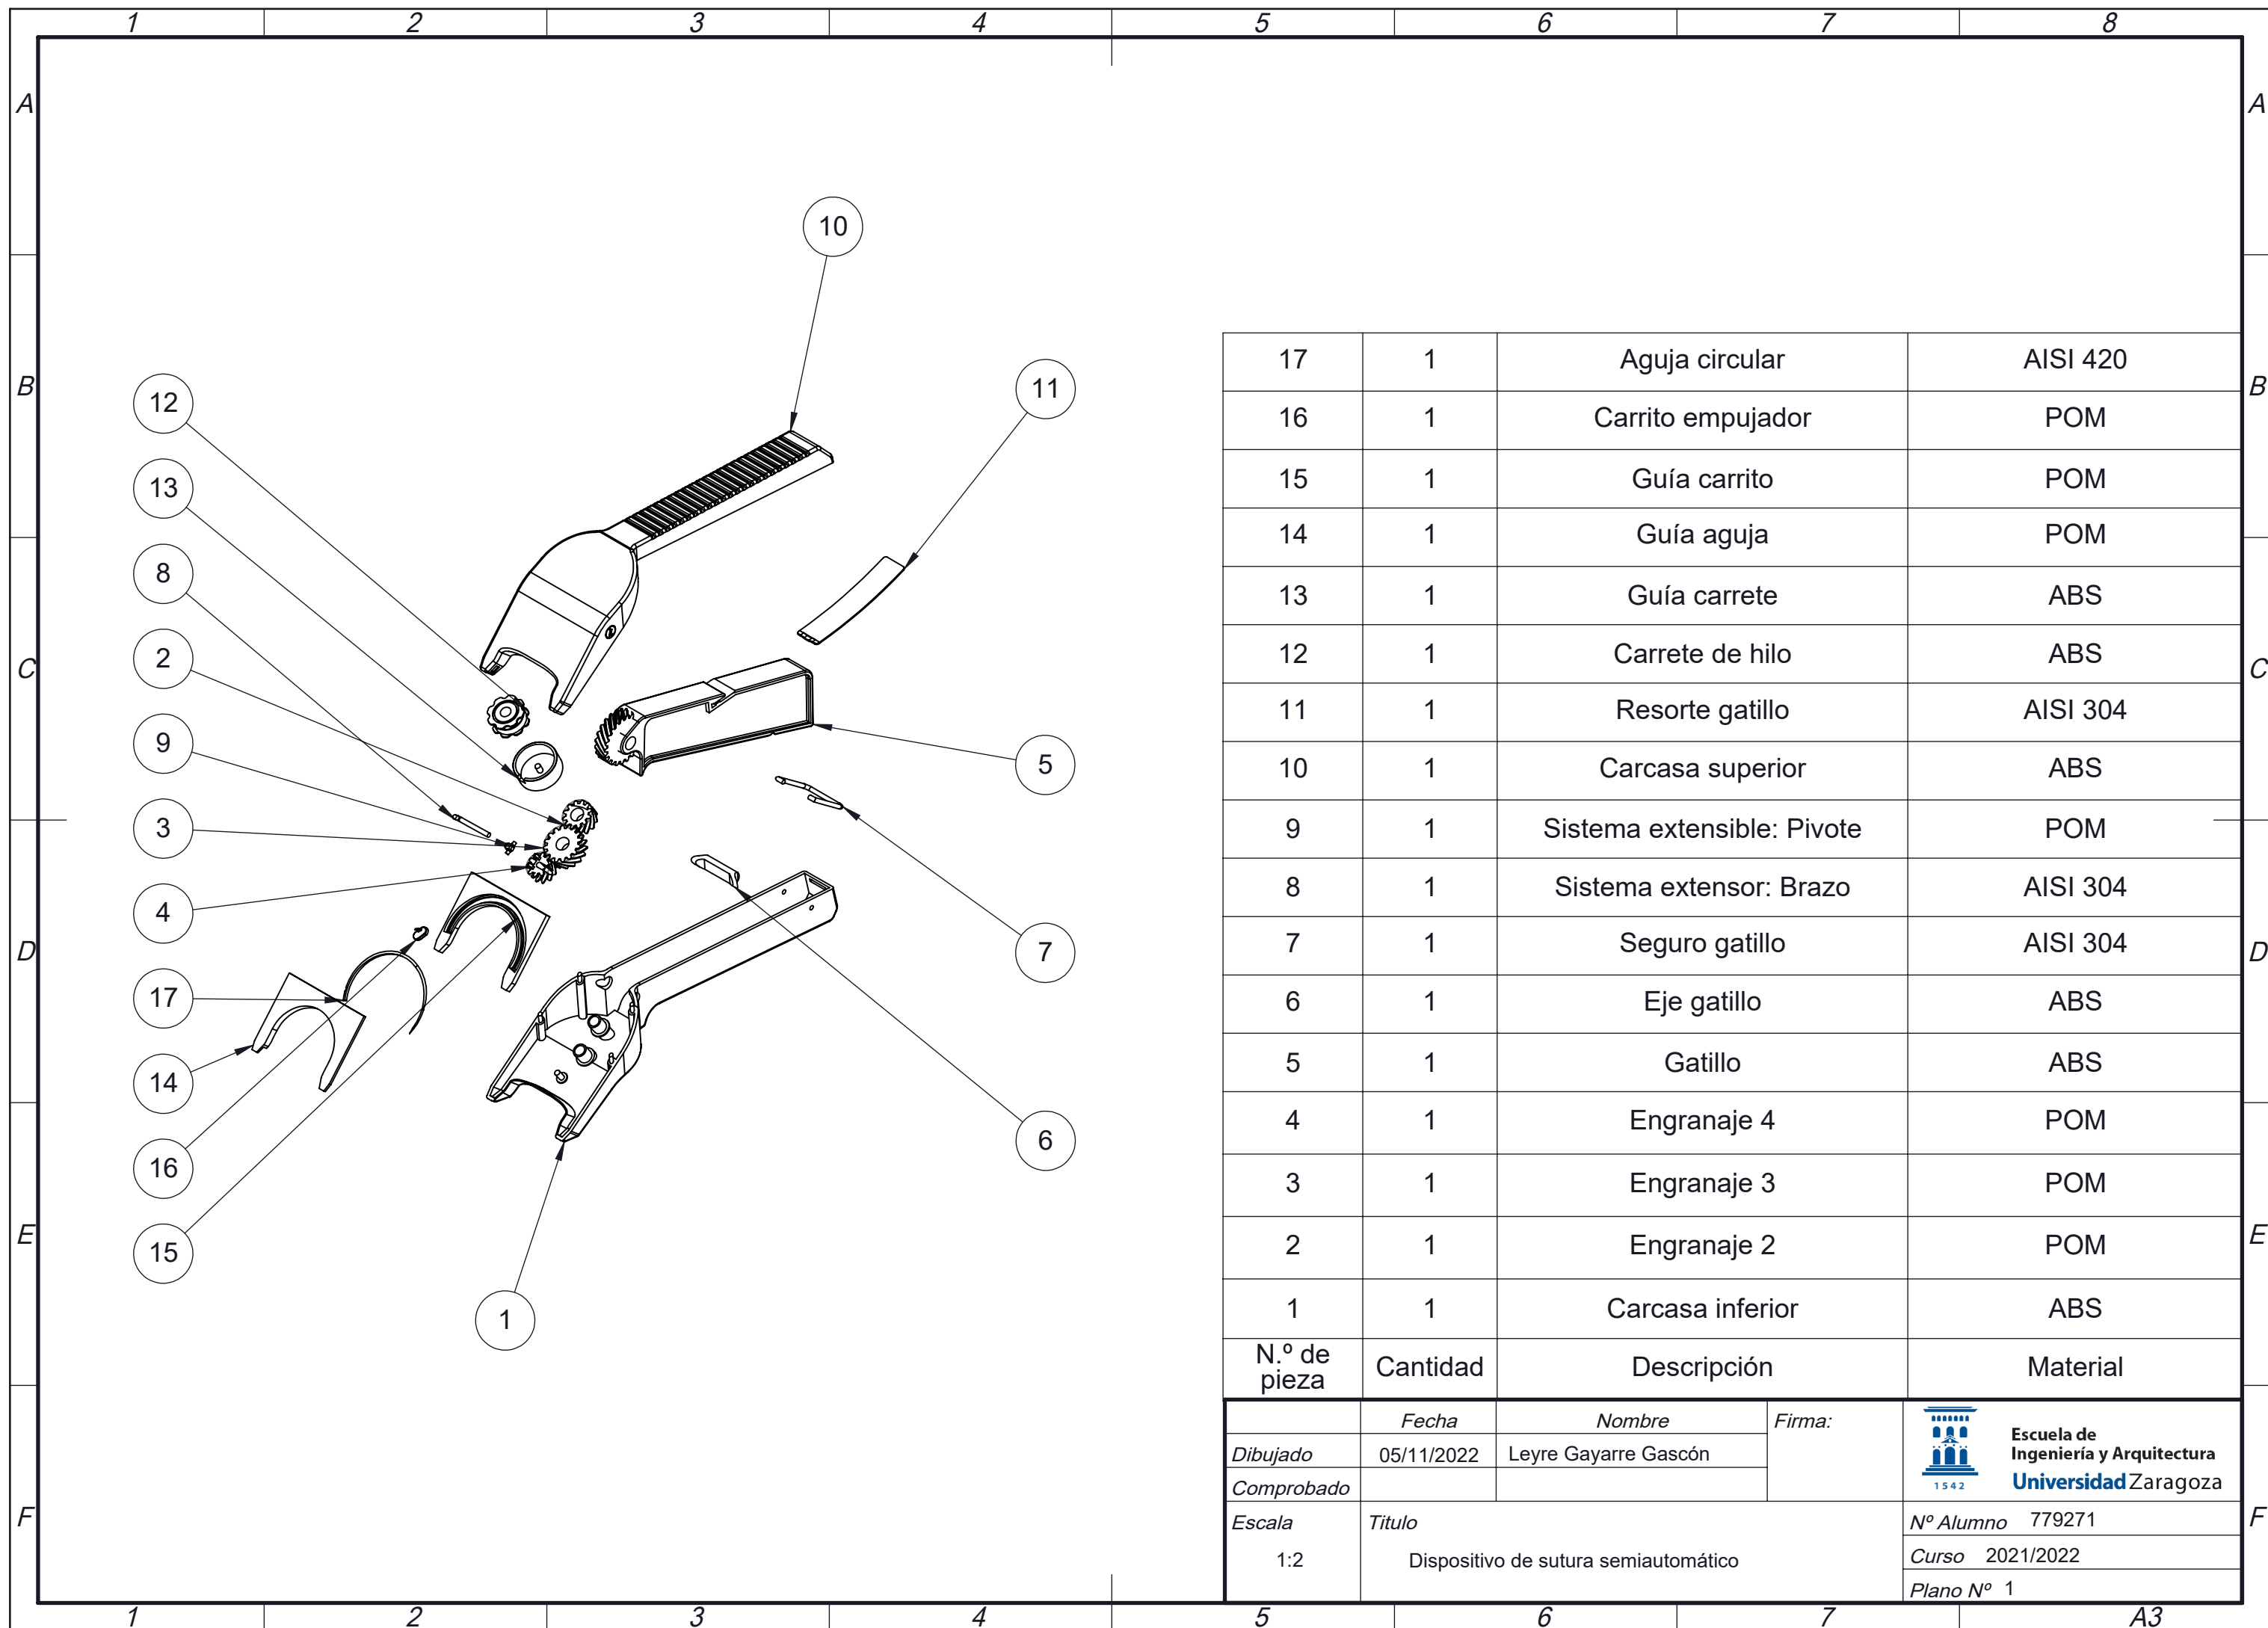 1 2 3 4 5 6 7 8
A A
B B
C C
D D
E E
F F
10
11
12
13
8
2
9
3
4
17
14
16
15
1
5
7
6
17 1 Aguja circular AISI 420
16 1 Carrito empujador POM
15 1 Guía carrito POM
14 1 Guía aguja POM
13 1 Guía carrete ABS
12 1 Carrete de hilo ABS
11 1 Resorte gatillo AISI 304
10 1 Carcasa superior ABS
9 1 Sistema extensible: Pivote POM
8 1 Sistema extensor: Brazo AISI 304
7 1 Seguro gatillo AISI 304
6 1 Eje gatillo ABS
5 1 Gatillo ABS
4 1 Engranaje 4 POM
3 1 Engranaje 3 POM
2 1 Engranaje 2 POM
1 1 Carcasa inferior ABS
N.º de pieza Cantidad Descripción Material
Fecha Nombre Firma:
Dibujado 05/11/2022 Leyre Gayarre Gascón
Comprobado
1542
Escuela de
Ingeniería y Arquitectura
Universidad Zaragoza
Escala Titulo
1:2 Dispositivo de sutura semiautomático
Nº Alumno 779271
Curso 2021/2022
Plano Nº 1
1 2 3 4 5 6 7 A3